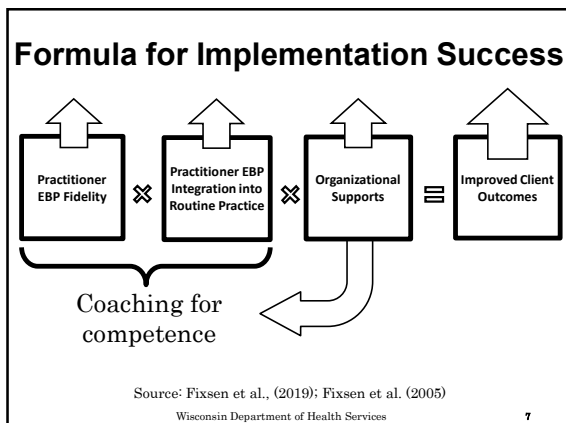 Formula for Implementation Success
Practitioner
EBP Fidelity
×
Practitioner EBP
Integration into
Routine Practice
×
Organizational
Supports
=
Improved Client
Outcomes
Coaching for
competence
Source: Fixsen et al., (2019); Fixsen et al. (2005)
Wisconsin Department of Health Services
7